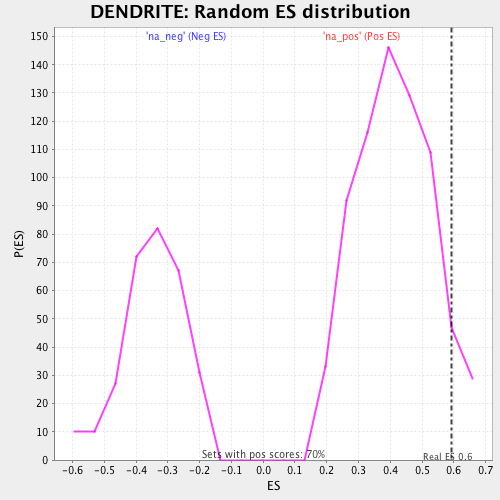 DENDRITE: Random ES distribution
'na_neg' (Neg ES) 'na_pos' (Pos ES)
150
140
130
120
110
100
90
80
70
60
50
40
30
20
10
0
P(ES)
Sets with pos scores: 70%
Real ES 0.6
-0.6 -0.5 -0.4 -0.3 -0.2 -0.1 0.0 0.1 0.2 0.3 0.4 0.5 0.6 0.7
ES